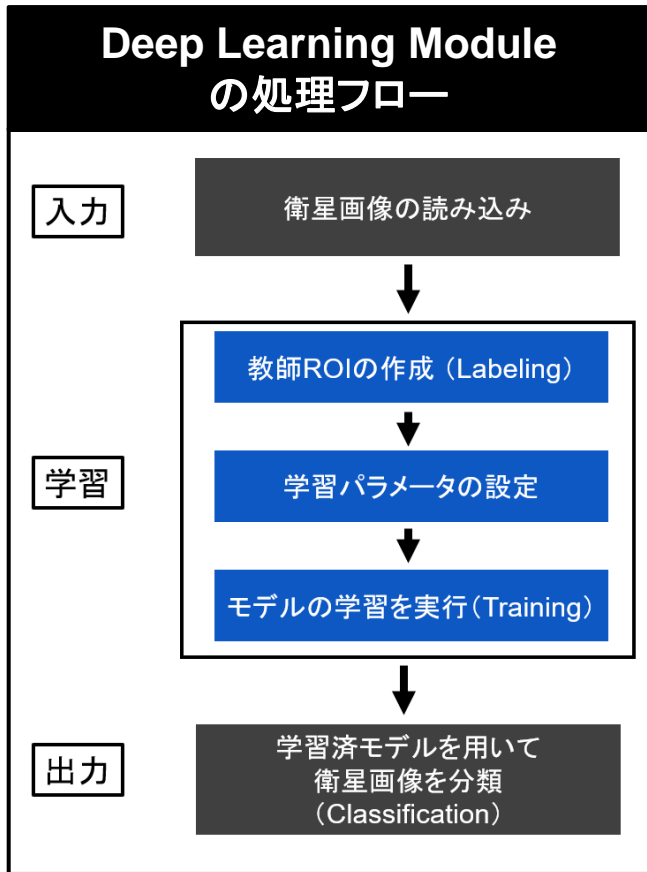 Deep Learning Module
の処理フロー
入力
衛星画像の読み込み
教師ROIの作成（Labeling）
学習
学習パラメータの設定
モデルの学習を実行（Training）
出力
学習済モデルを用いて
衛星画像を分類
（Classification）